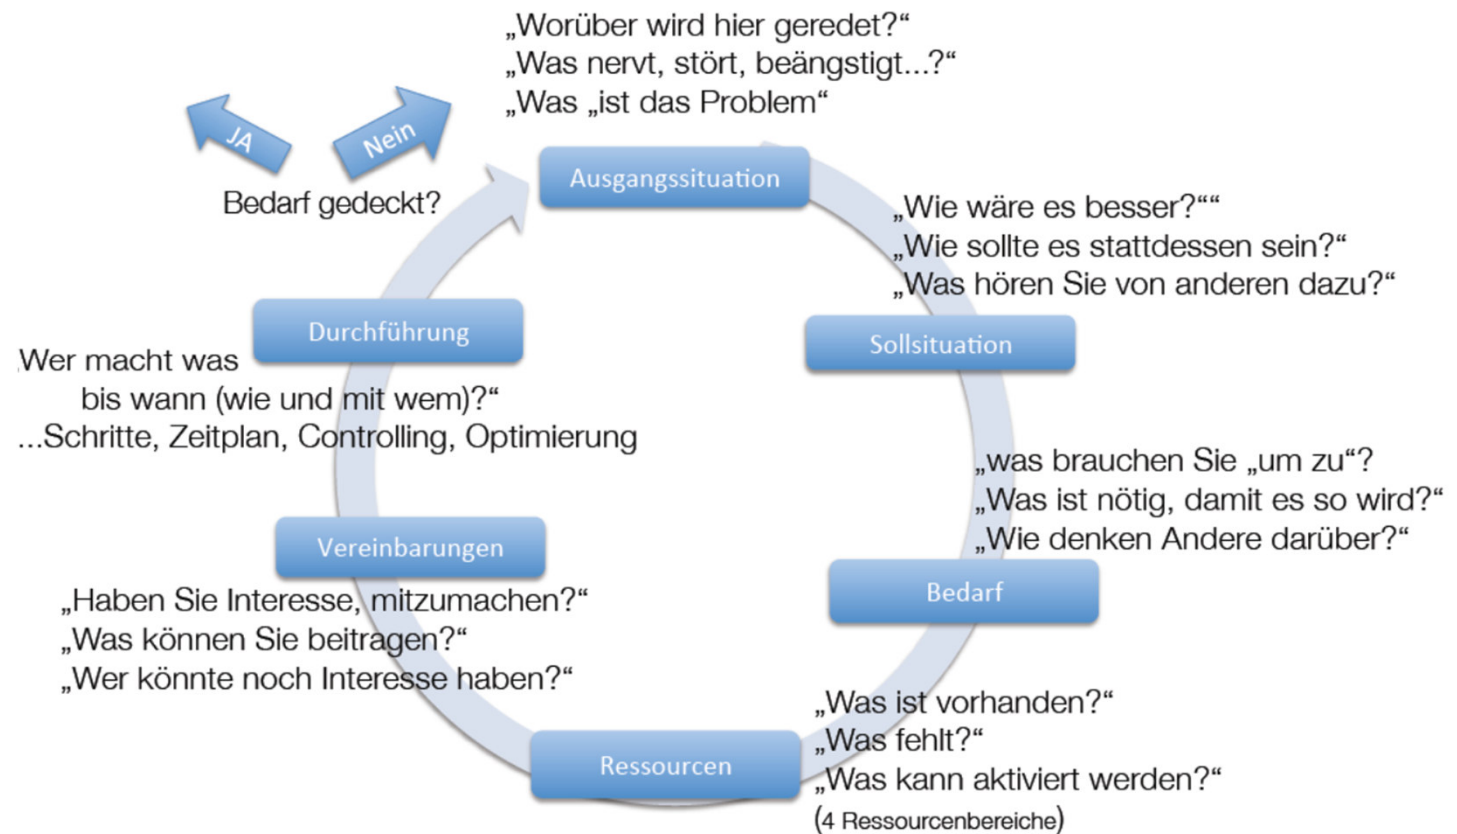 „Worüber wird hier geredet?“
„Was nervt, stört, beängstigt...?“
„Was „ist das Problem“
JA
Nein
Bedarf gedeckt?
Ausgangssituation
„Wie wäre es besser?““
„Wie sollte es stattdessen sein?“
„Was hören Sie von anderen dazu?“
Sollsituation
„was brauchen Sie „um zu“?
„Was ist nötig, damit es so wird?“
„Wie denken Andere darüber?“
Bedarf
„Was ist vorhanden?“
„Was fehlt?“
„Was kann aktiviert werden?“
(4 Ressourcenbereiche)
Ressourcen
Vereinbarungen
„Haben Sie Interesse, mitzumachen?“
„Was können Sie beitragen?“
„Wer könnte noch Interesse haben?“
Durchführung
Wer macht was
bis wann (wie und mit wem)?“
...Schritte, Zeitplan, Controlling, Optimierung